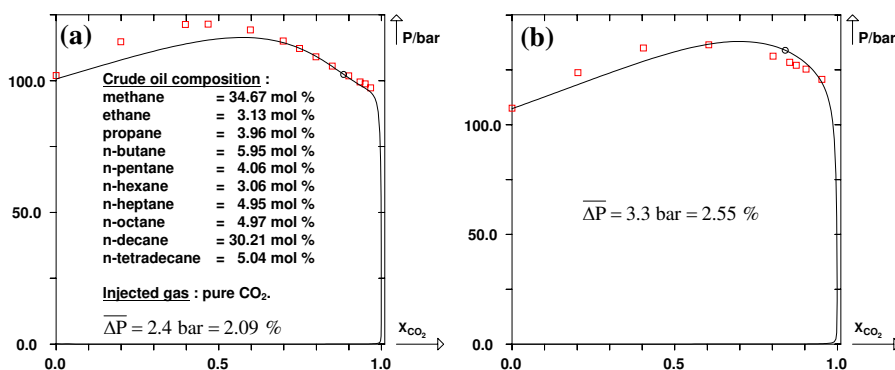 (a)
P/bar
100.0
50.0
0.0
Crude oil composition :
methane = 34.67 mol %
ethane = 3.13 mol %
propane = 3.96 mol %
n-butane = 5.95 mol %
n-pentane = 4.06 mol %
n-hexane = 3.06 mol %
n-heptane = 4.95 mol %
n-octane = 4.97 mol %
n-decane = 30.21 mol %
n-tetradecane = 5.04 mol %
Injected gas : pure CO₂.
ΔP = 2.4 bar = 2.09 %
x_CO₂
0.0 0.5 1.0
(b)
P/bar
100.0
50.0
0.0
ΔP = 3.3 bar = 2.55 %
x_CO₂
0.0 0.5 1.0